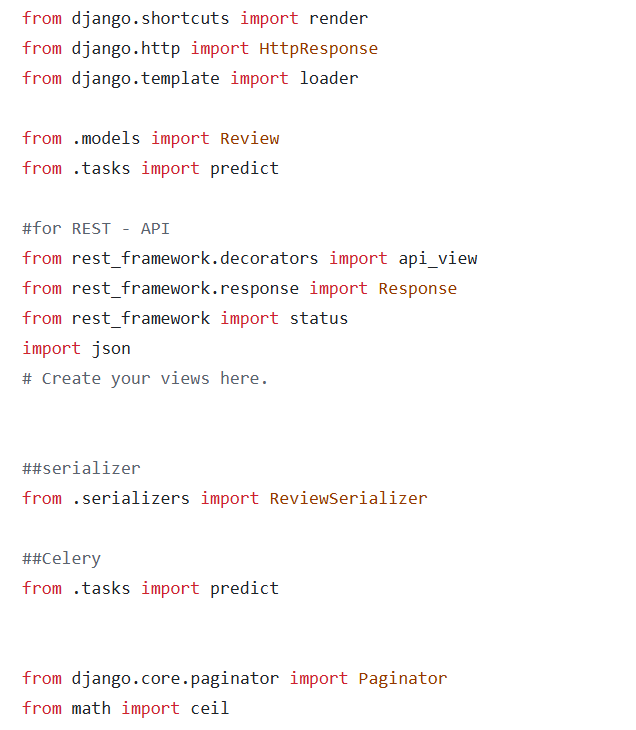 from django.shortcuts import render
from django.http import HttpResponse
from django.template import loader
from .models import Review
from .tasks import predict
#for REST - API
from rest_framework.decorators import api_view
from rest_framework.response import Response
from rest_framework import status
import json
# Create your views here.
##serializer
from .serializers import ReviewSerializer
##Celery
from .tasks import predict
from django.core.paginator import Paginator
from math import ceil